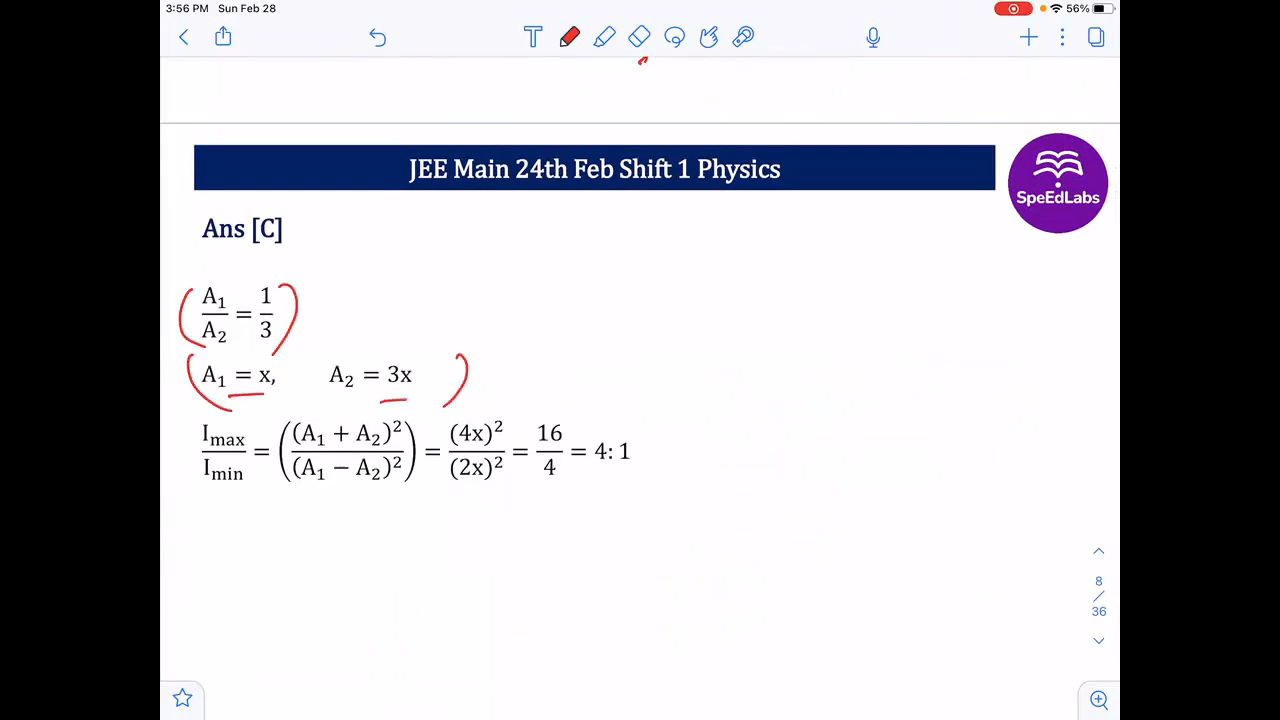 3:56 PM Sun Feb 28
56%
JEE Main 24th Feb Shift 1 Physics
SpeEdLabs
Ans [C]
A₁/A₂ = 1/3
A₁ = x, A₂ = 3x
Iₘₐₓ/Iₘᵢₙ = ((A₁ + A₂)²/(A₁ − A₂)²) = (4x)²/(2x)² = 16/4 = 4: 1
8
/
36